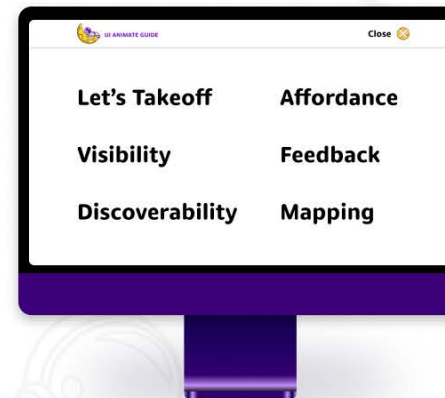 UI ANIMATE GUIDE
Close
Let's Takeoff
Affordance
Visibility
Feedback
Discoverability
Mapping